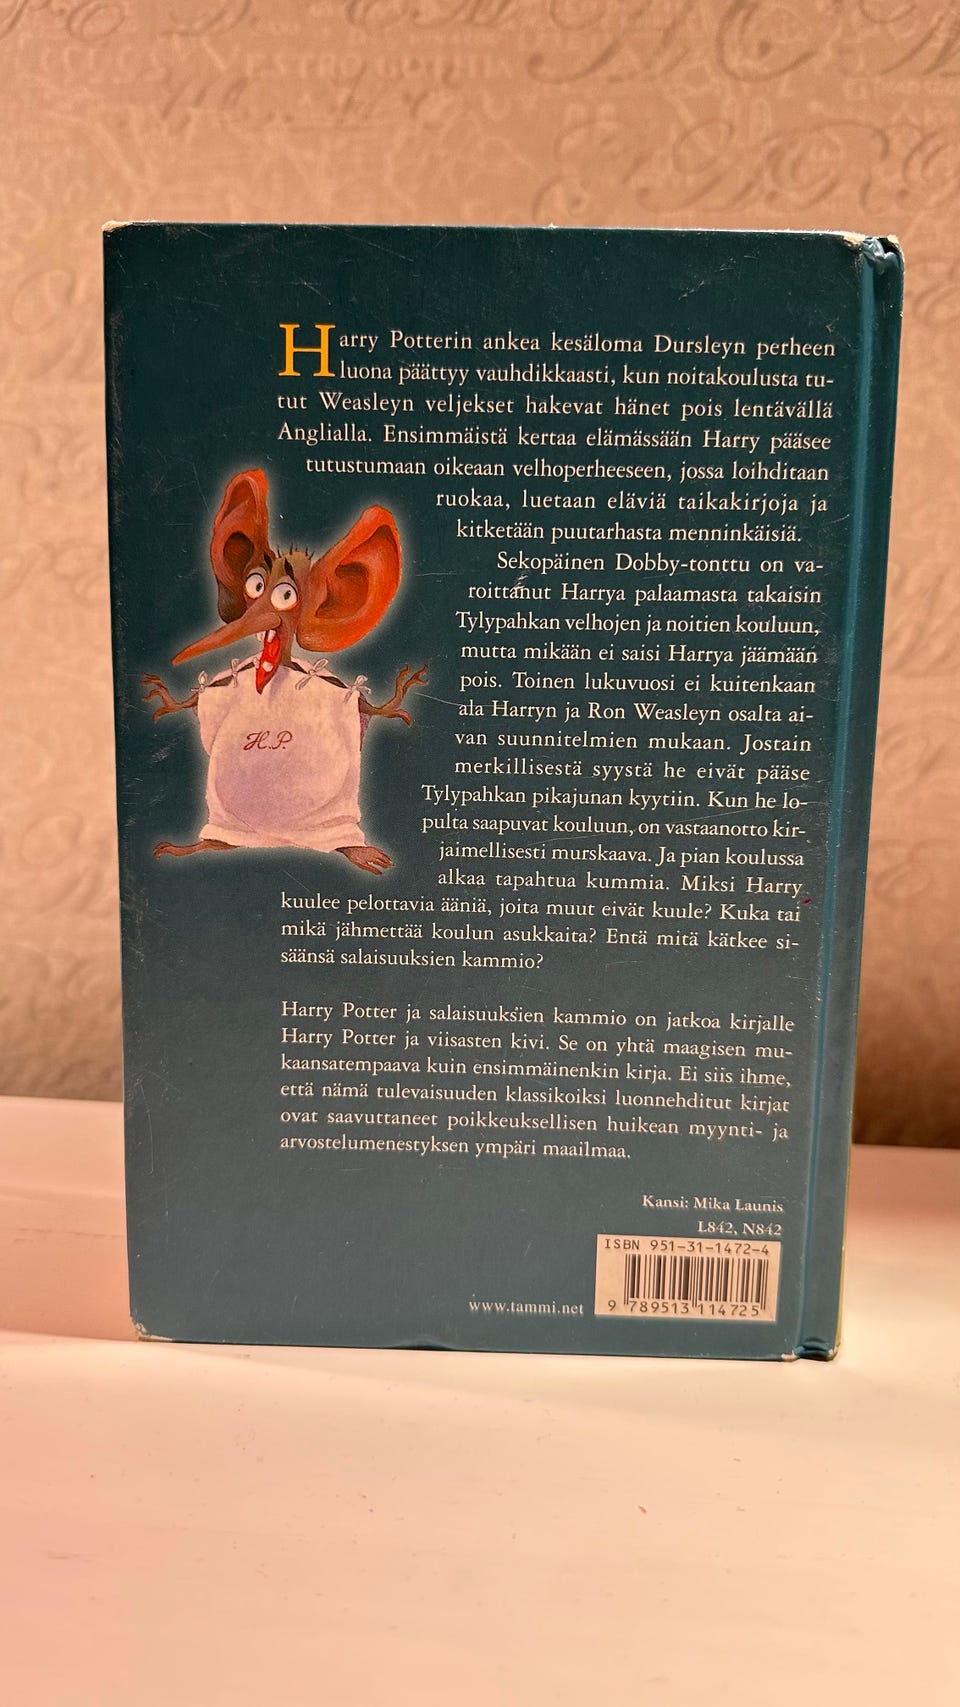 Harry Potterin ankea kesäloma Dursleyn perheen
luona päättyy vauhdikkaasti, kun noitakoulusta tu-
tut Weasleyn veljekset hakevat hänet pois lentävällä
Anglialla. Ensimmäistä kertaa elämässään Harry pääsee
tutustumaan oikeaan velhoperheeseen, jossa loihditaan
ruokaa, luetaan eläviä taikakirjoja ja
kitketään puutarhasta menninkäisiä.
Sekopäinen Dobby-tonttu on va-
roittanut Harrya palaamasta takaisin
Tylypahkan velhojen ja noitien kouluun,
mutta mikään ei saisi Harrya jäämään
pois. Toinen lukuvuosi ei kuitenkaan
ala Harryn ja Ron Weasleyn osalta ai-
van suunnitelmien mukaan. Jostain
merkillisestä syystä he eivät pääse
Tylypahkan pikajunan kyytiin. Kun he lo-
pulta saapuvat kouluun, on vastaanotto kir-
jaimellisesti murskaava. Ja pian koulussa
alkaa tapahtua kummia. Miksi Harry
kuulee pelottavia ääniä, joita muut eivät kuule? Kuka tai
mikä jähmettää koulun asukkaita? Entä mitä kätkee si-
säänsä salaisuuksien kammio?
H.P.
Harry Potter ja salaisuuksien kammio on jatkoa kirjalle
Harry Potter ja viisasten kivi. Se on yhtä maagisen mu-
kaansatempaava kuin ensimmäinenkin kirja. Ei siis ihme,
että nämä tulevaisuuden klassikoiksi luonnehditut kirjat
ovat saavuttaneet poikkeuksellisen huikean myynti- ja
arvostelumenestyksen ympäri maailmaa.
Kansi: Mika Launis
L842, N842
ISBN 951-31-1472-4
9 789513 114725
www.tammi.net